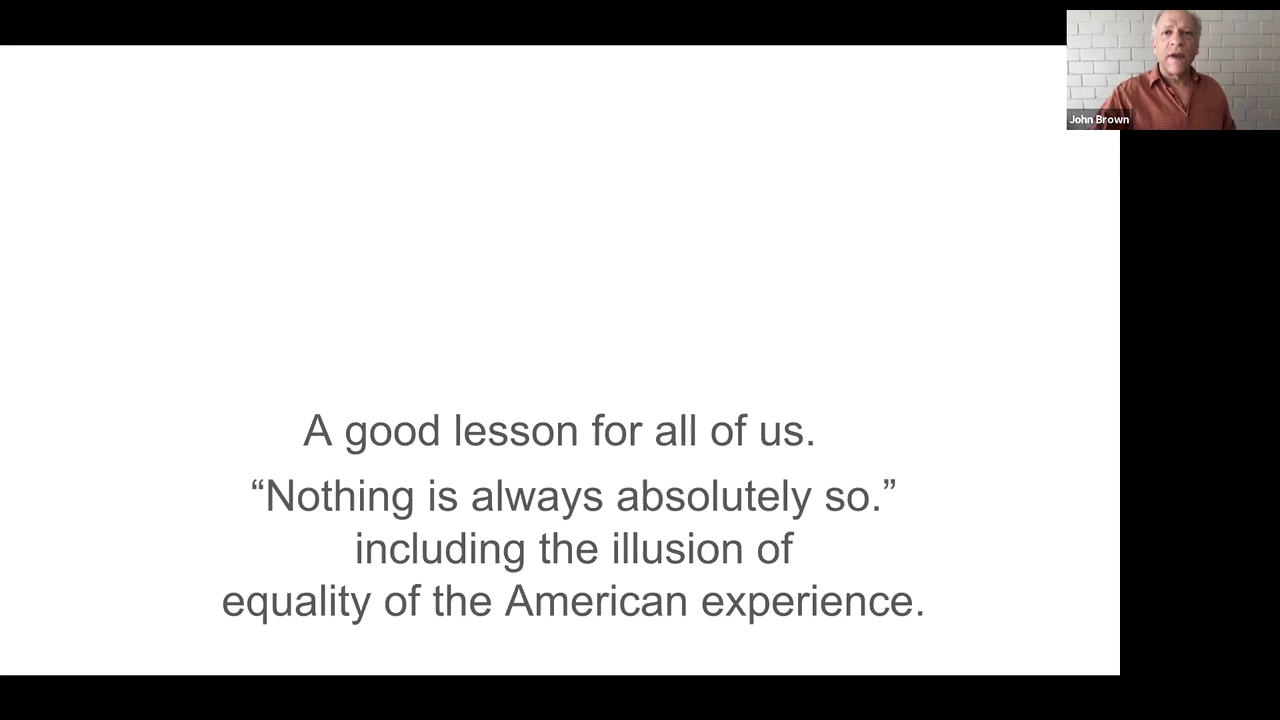 John Brown
A good lesson for all of us.
“Nothing is always absolutely so.”
including the illusion of
equality of the American experience.